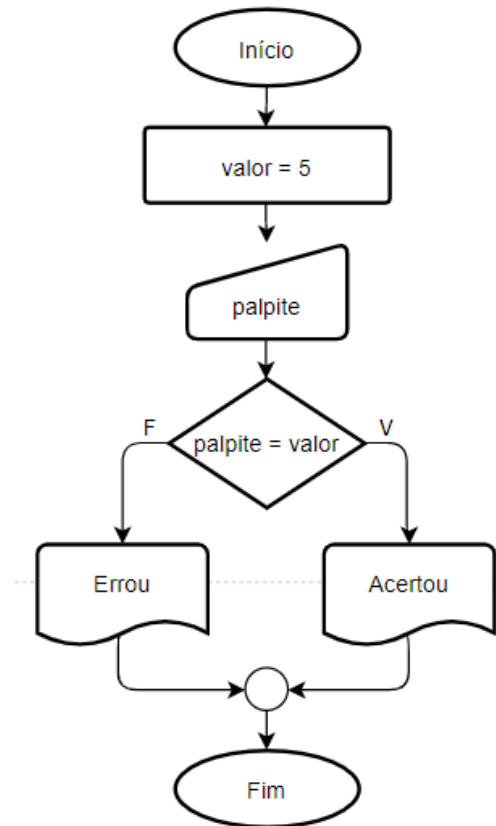 Início
valor = 5
palpite
palpite = valor
F
V
Errou
Acertou
Fim